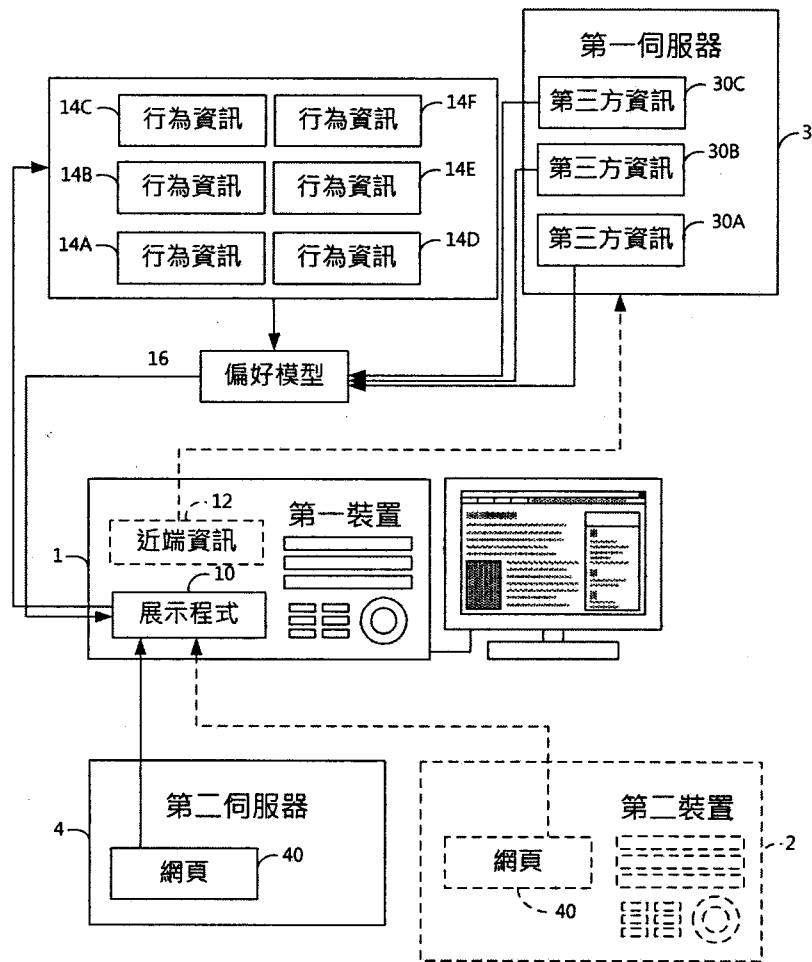 第一伺服器
14C 行為資訊 行為資訊 14F
第三方資訊 30C
14B 行為資訊 行為資訊 14E
第三方資訊 30B
3
14A 行為資訊 行為資訊 14D
第三方資訊 30A
16 偏好模型
12
近端資訊
第一裝置
1
10
展示程式
第二伺服器
4
網頁 40
第二裝置
網頁
40
2